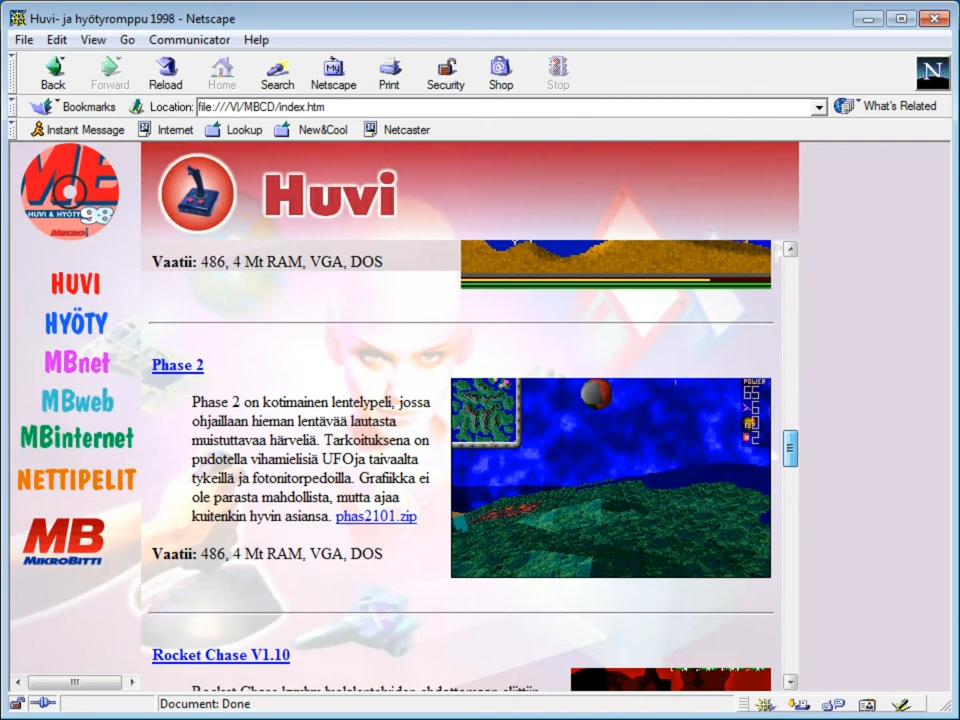 Huvi- ja hyötyromppu 1998 - Netscape
File Edit View Go Communicator Help
Back Forward Reload Home Search Netscape Print Security Shop Stop
N
Bookmarks Location: file:///V|/MBCD/index.htm What's Related
Instant Message Internet Lookup New&Cool Netcaster
MB
HUVI & HYÖTY 98
MIKRO
Huvi
HUVI
HYÖTY
MBnet
MBweb
MBinternet
NETTIPELIT
MB
MIKROBITTI
Vaatii: 486, 4 Mt RAM, VGA, DOS
Phase 2
Phase 2 on kotimainen lentelypeli, jossa
ohjaillaan hieman lentävää lautasta
muistuttavaa härveliä. Tarkoituksena on
pudotella vihamielisiä UFOja taivaalta
tykeillä ja fotonitorpedoilla. Grafiikka ei
ole parasta mahdollista, mutta ajaa
kuitenkin hyvin asiansa. phas2101.zip
POWER
65
Vaatii: 486, 4 Mt RAM, VGA, DOS
Rocket Chase V1.10
Document: Done